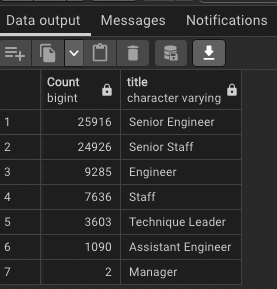 Data output Messages Notifications
Count title
bigint character varying
1 25916 Senior Engineer
2 24926 Senior Staff
3 9285 Engineer
4 7636 Staff
5 3603 Technique Leader
6 1090 Assistant Engineer
7 2 Manager